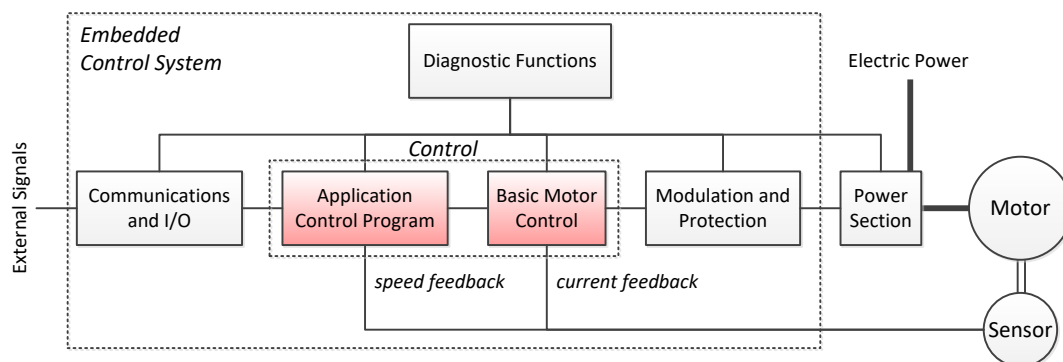 Embedded
Control System
Diagnostic Functions
Electric Power
External Signals
Control
Communications
and I/O
Application
Control Program
Basic Motor
Control
Modulation and
Protection
Power
Section
Motor
speed feedback
current feedback
Sensor